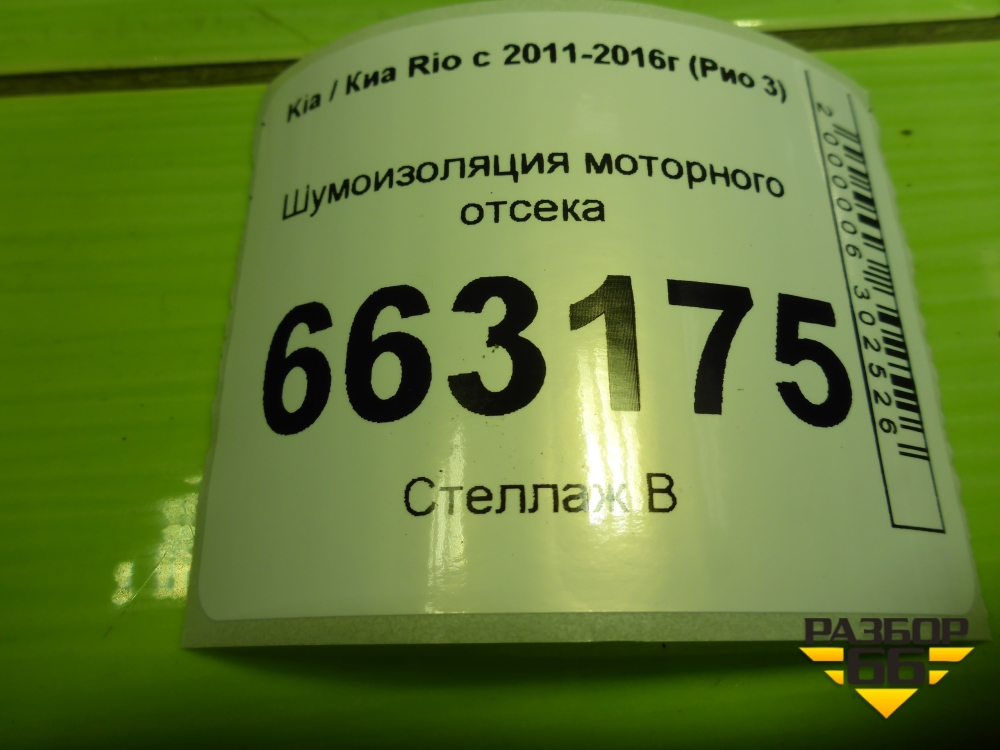 Kia / Киа Rio с 2011-2016г (Рио 3)
Шумоизоляция моторного
отсека
663175
Стеллаж В
2000006302526
РАЗБОР
66